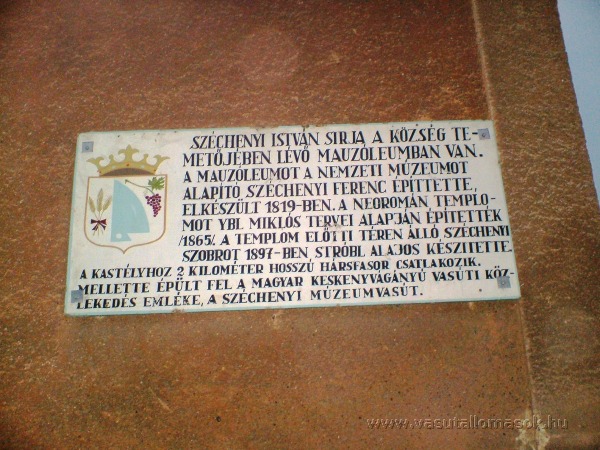 SZÉCHENYI ISTVÁN SIRJA A KÖZSÉG TE-
METŐJÉBEN LÉVŐ MAUZÓLEUMBAN VAN.
A MAUZÓLEUMOT A NEMZETI MÚZEUMOT
ALAPÍTÓ SZÉCHENYI FERENC ÉPÍTTETTE,
ELKÉSZÜLT 1819-BEN. A NEOROMÁN TEMPLO-
MOT YBL MIKLÓS TERVEI ALAPJÁN ÉPÍTETTÉK
/1865/. A TEMPLOM ELŐTTI TÉREN ÁLLÓ SZÉCHENYI
SZOBROT 1897-BEN STRÓBL ALAJOS KÉSZÍTETTE.
A KASTÉLYHOZ 2 KILOMÉTER HOSSZÚ HÁRSFASOR CSATLAKOZIK.
MELLETTE ÉPÜLT FEL A MAGYAR KESKENYVÁGÁNYÚ VASÚTI KÖZ-
LEKEDÉS EMLÉKE, A SZÉCHENYI MÚZEUMVASÚT.
www.vasutallomasok.hu